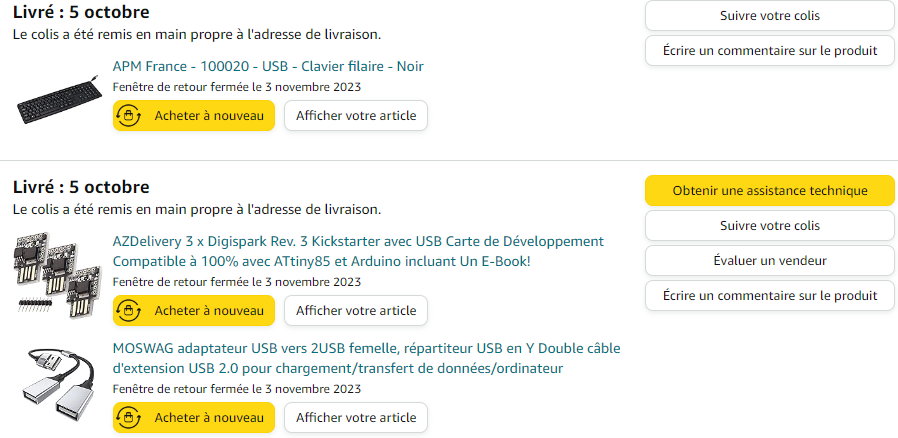 Livré : 5 octobre
Le colis a été remis en main propre à l'adresse de livraison.
Suivre votre colis
Écrire un commentaire sur le produit
APM France - 100020 - USB - Clavier filaire - Noir
Fenêtre de retour fermée le 3 novembre 2023
Acheter à nouveau
Afficher votre article
Livré : 5 octobre
Le colis a été remis en main propre à l'adresse de livraison.
Obtenir une assistance technique
Suivre votre colis
Évaluer un vendeur
Écrire un commentaire sur le produit
AZDelivery 3 x Digispark Rev. 3 Kickstarter avec USB Carte de Développement
Compatible à 100% avec ATtiny85 et Arduino incluant Un E-Book!
Fenêtre de retour fermée le 3 novembre 2023
Acheter à nouveau
Afficher votre article
MOSWAG adaptateur USB vers 2USB femelle, répartiteur USB en Y Double câble
d'extension USB 2.0 pour chargement/transfert de données/ordinateur
Fenêtre de retour fermée le 3 novembre 2023
Acheter à nouveau
Afficher votre article